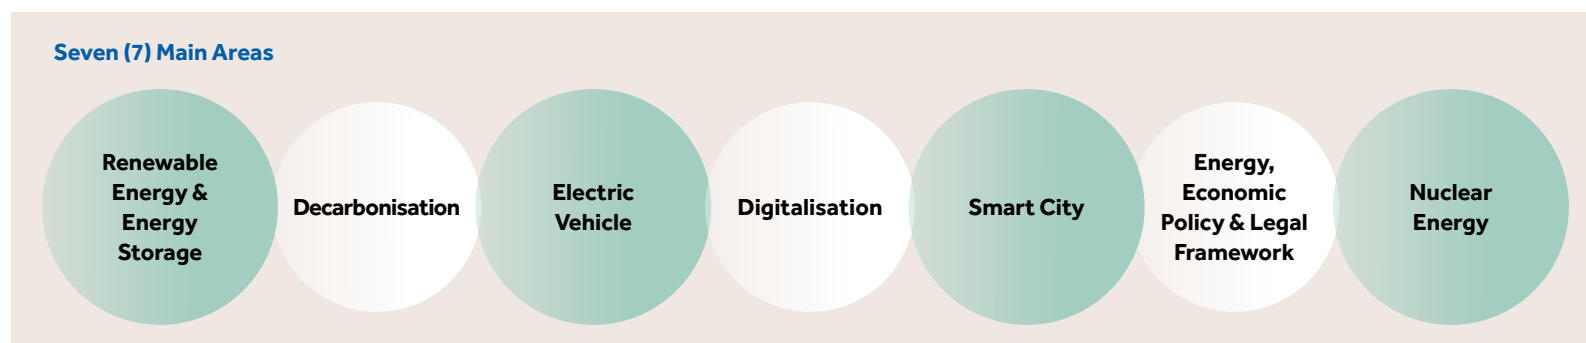 Seven (7) Main Areas
Renewable
Energy &
Energy
Storage
Decarbonisation
Electric
Vehicle
Digitalisation
Smart City
Energy,
Economic
Policy & Legal
Framework
Nuclear
Energy